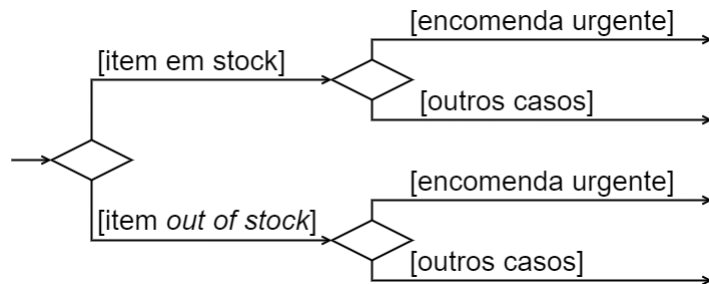 [encomenda urgente]
[item em stock]
[outros casos]
[encomenda urgente]
[item out of stock]
[outros casos]